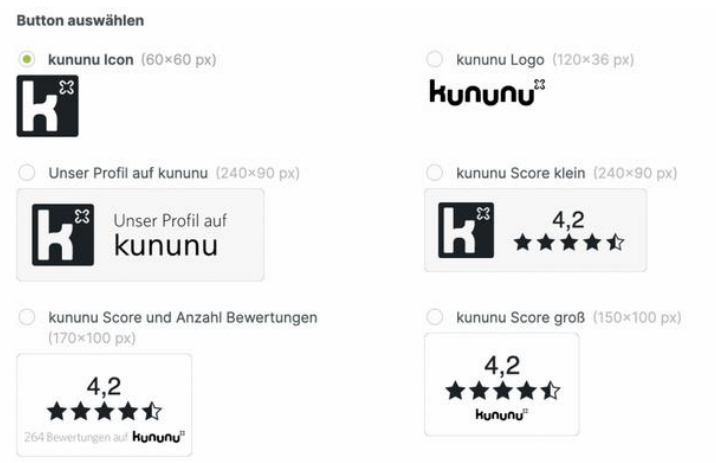 Button auswählen
kununu Icon (60×60 px)
k
kununu Logo (120×36 px)
kununu
Unser Profil auf kununu (240×90 px)
k
Unser Profil auf
kununu
kununu Score klein (240×90 px)
k
4,2
kununu Score und Anzahl Bewertungen
(170×100 px)
4,2
264 Bewertungen auf kununu
kununu Score groß (150×100 px)
4,2
kununu